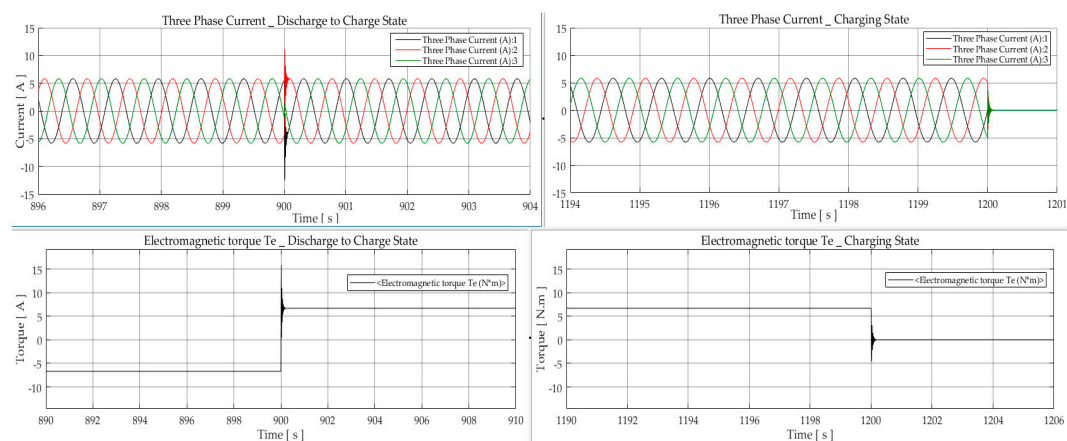 Three Phase Current _ Discharge to Charge State
Three Phase Current (A):1
Three Phase Current (A):2
Three Phase Current (A):3
Current [ A ]
15
10
5
0
-5
-10
-15
896 897 898 899 900 901 902 903 904
Time [ s ]
Three Phase Current _ Charging State
Three Phase Current (A):1
Three Phase Current (A):2
Three Phase Current (A):3
Current [ A ]
15
10
5
0
-5
-10
-15
1194 1195 1196 1197 1198 1199 1200 1201
Time [ s ]
Electromagnetic torque Te _ Discharge to Charge State
<Electromagnetic torque Te (N*m)>
Torque [ A ]
15
10
5
0
-5
-10
890 892 894 896 898 900 902 904 906 908 910
Time [ s ]
Electromagnetic torque Te _ Charging State
<Electromagnetic torque Te (N*m)>
Torque [ N.m ]
15
10
5
0
-5
-10
1190 1192 1194 1196 1198 1200 1202 1204 1206
Time [ s ]